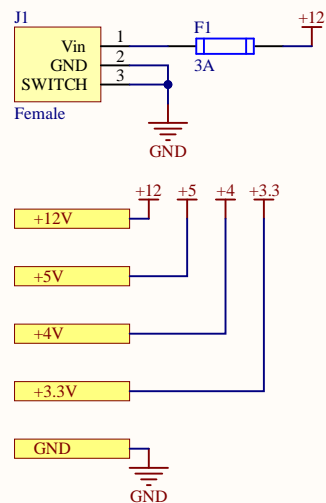 J1
F1
+12
Vin 1
GND 2
SWITCH 3
3A
Female
GND
+12 +5 +4 +3.3
+12V
+5V
+4V
+3.3V
GND
GND